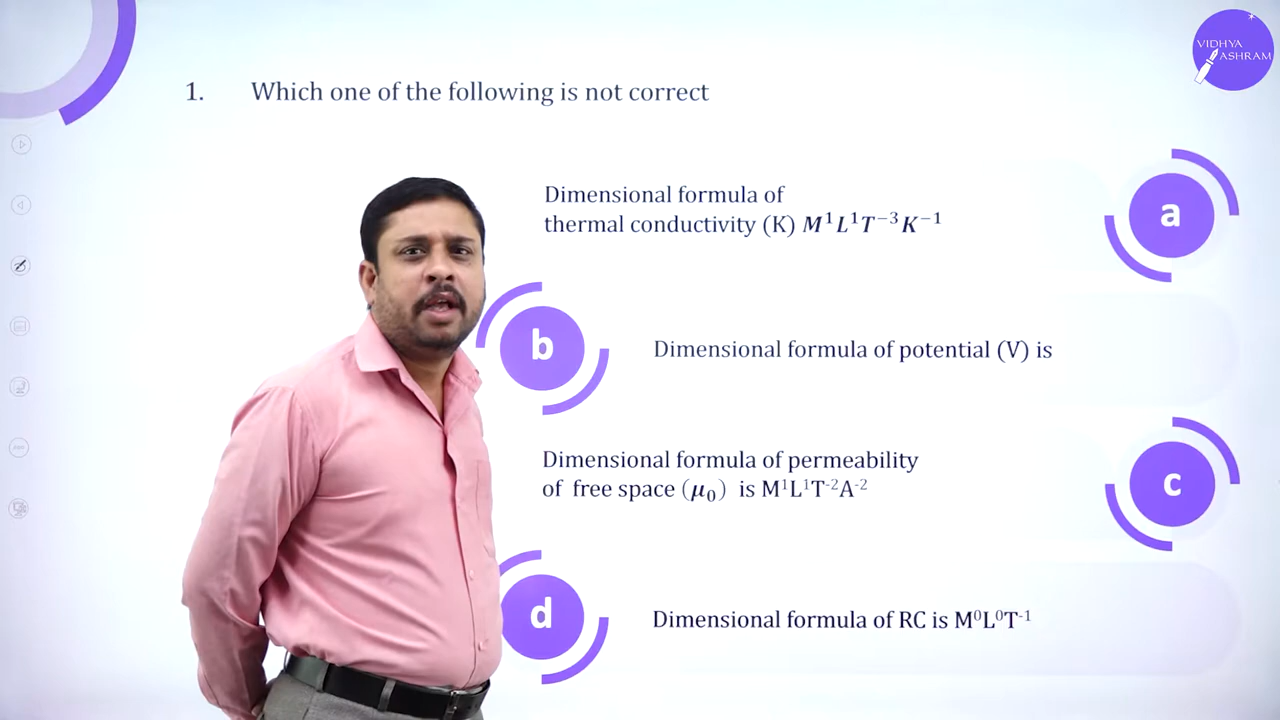 VIDHYA
ASHRAM
1. Which one of the following is not correct
Dimensional formula of
thermal conductivity (K) M¹L¹T⁻³K⁻¹
a
b
Dimensional formula of potential (V) is
Dimensional formula of permeability
of free space (μ₀) is M¹L¹T⁻²A⁻²
c
d
Dimensional formula of RC is M⁰L⁰T⁻¹